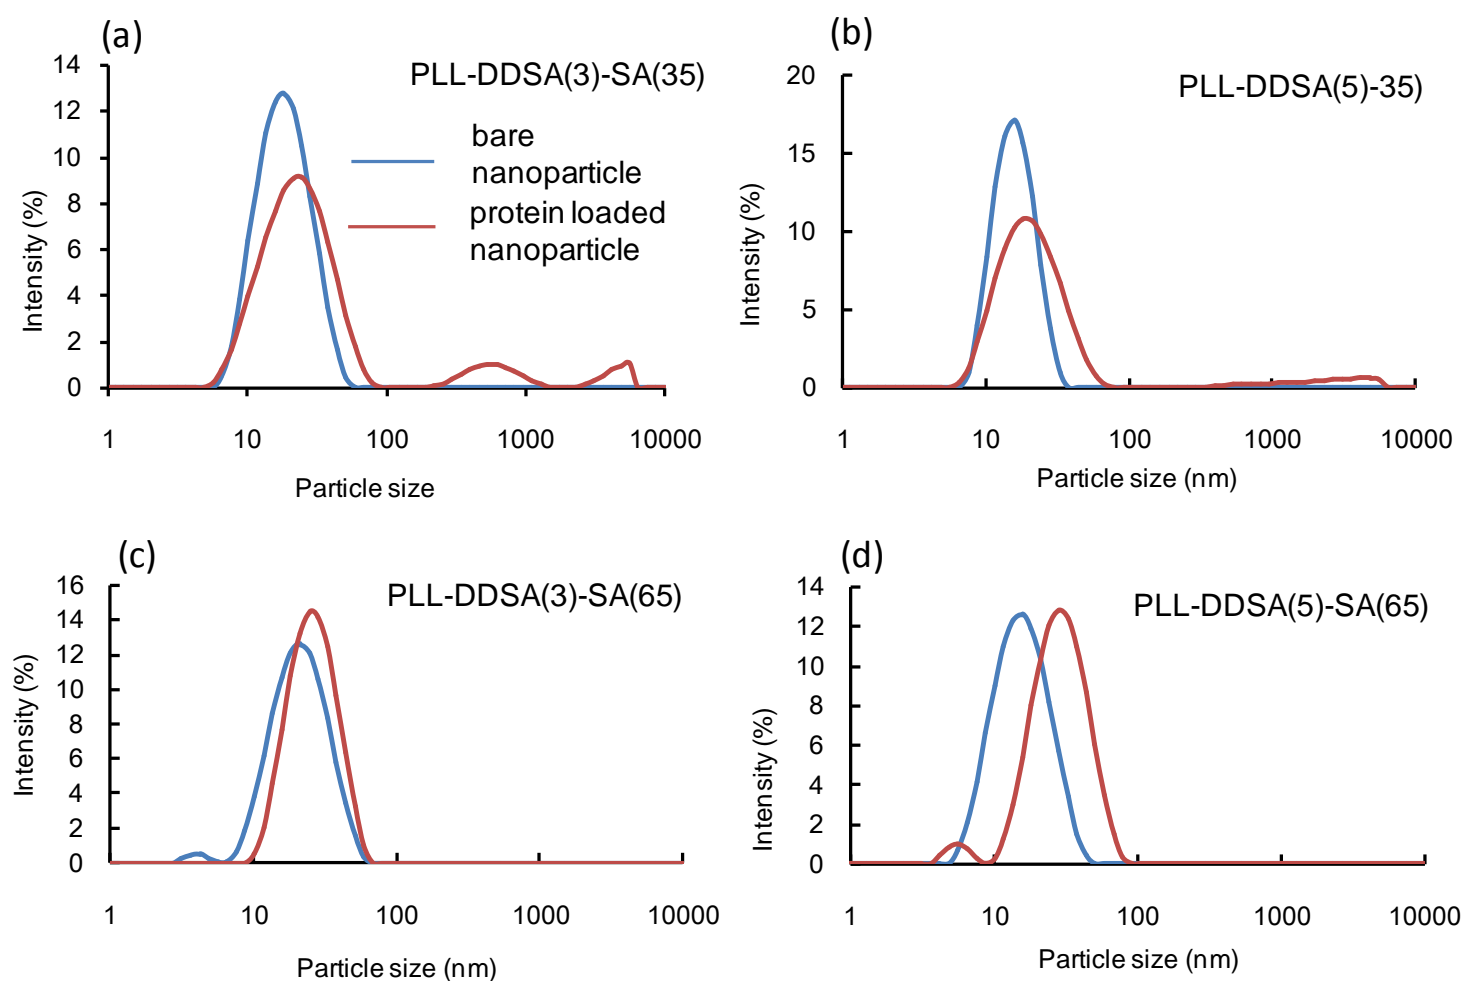 (a)
PLL-DDSA(3)-SA(35)
14
12
10
8
6
4
2
0
Intensity (%)
bare
nanoparticle
protein loaded
nanoparticle
1 10 100 1000 10000
Particle size
(b)
PLL-DDSA(5)-35)
20
15
10
5
0
Intensity (%)
1 10 100 1000 10000
Particle size (nm)
(c)
PLL-DDSA(3)-SA(65)
16
14
12
10
8
6
4
2
0
Intensity (%)
1 10 100 1000 10000
Particle size (nm)
(d)
PLL-DDSA(5)-SA(65)
14
12
10
8
6
4
2
0
Intensity (%)
1 10 100 1000 10000
Particle size (nm)